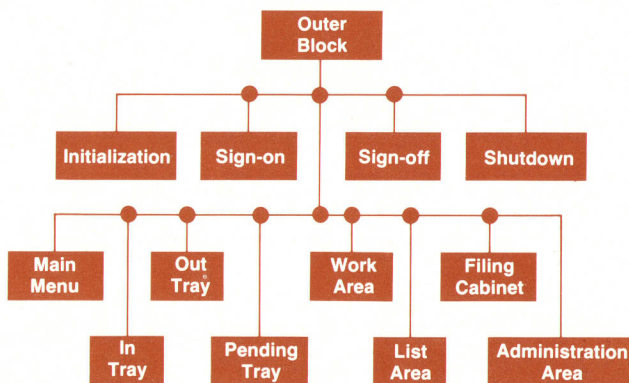 Outer
Block
Initialization
Sign-on
Sign-off
Shutdown
Main
Menu
Out
Tray
Work
Area
Filing
Cabinet
In
Tray
Pending
Tray
List
Area
Administration
Area